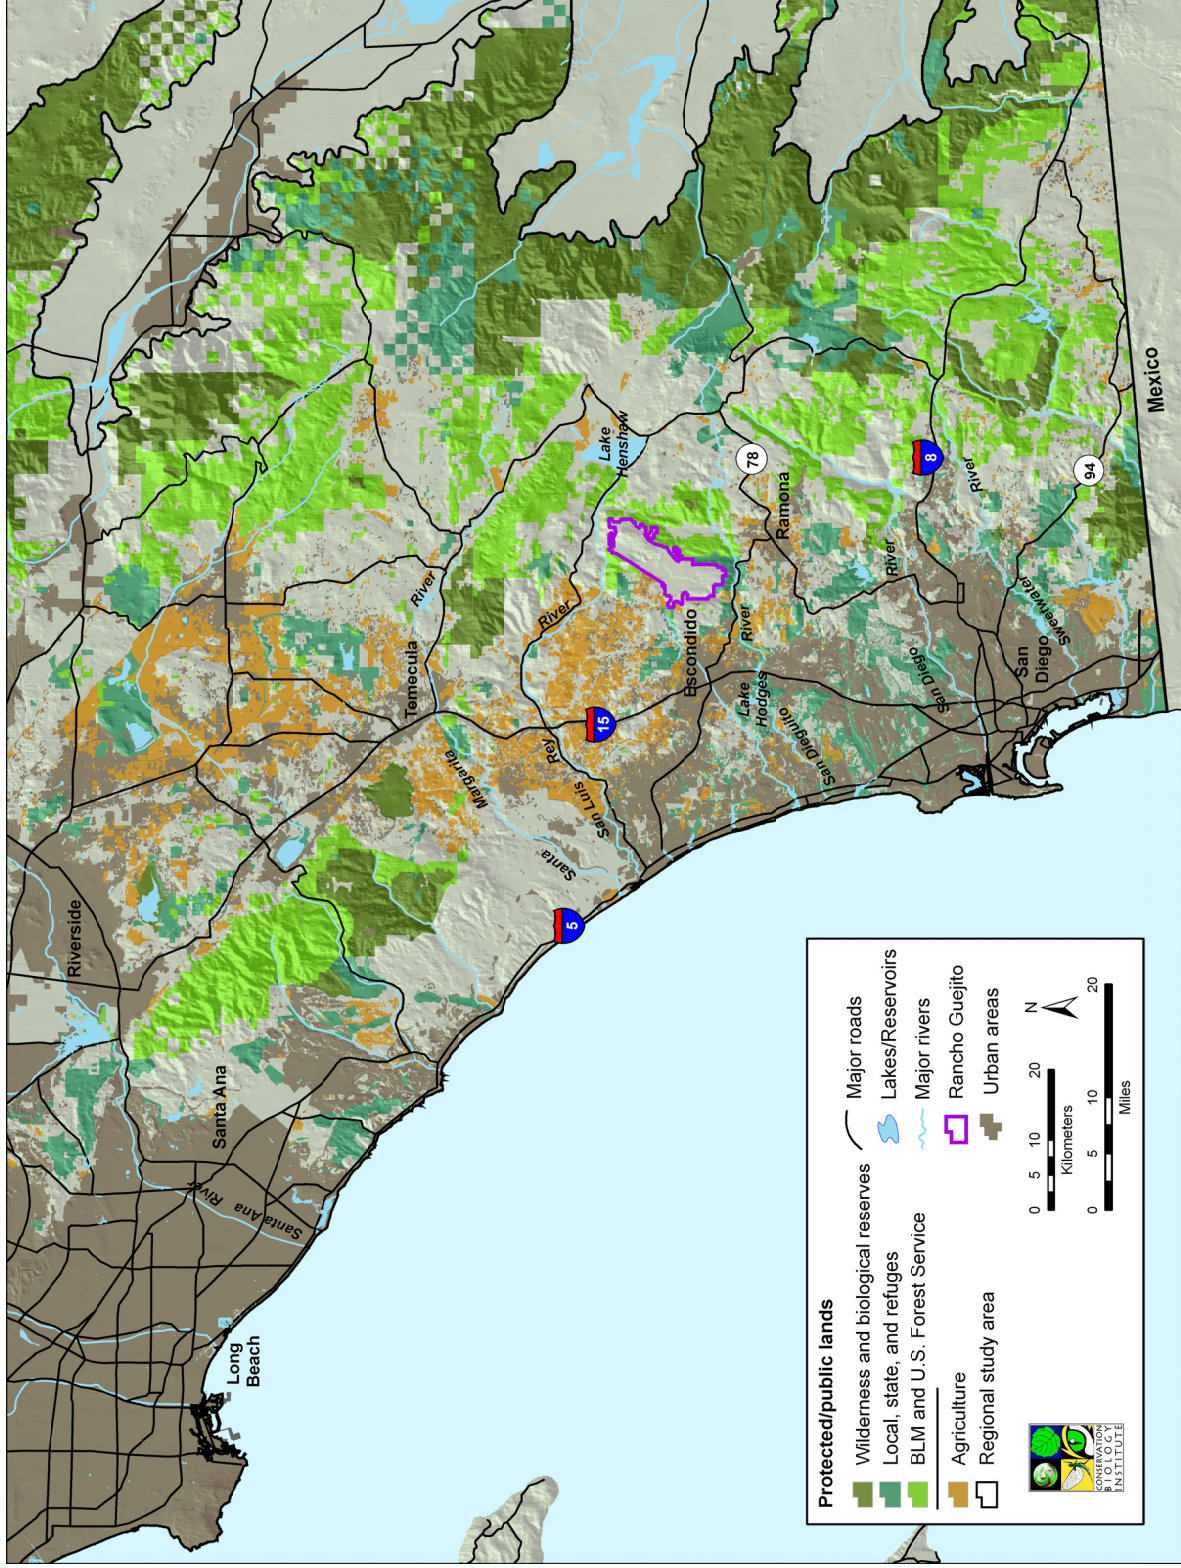 Riverside
Santa Ana
Santa Ana River
Long
Beach
Temecula
River
Margarita
Santa
River
Rey
San Luis
15
5
Lake
Henshaw
Escondido
River
Lake
Hodges
San Dieguito
78
Ramona
River
San Diego
8
River
Sweetwater
San
Diego
94
Mexico
Protected/public lands
Wilderness and biological reserves
Local, state, and refuges
BLM and U.S. Forest Service
Agriculture
Regional study area
Major roads
Lakes/Reservoirs
Major rivers
Rancho Guejito
Urban areas
N
0 5 10 20
Kilometers
0 5 10 20
Miles
CONSERVATION
BIOLOGY
INSTITUTE